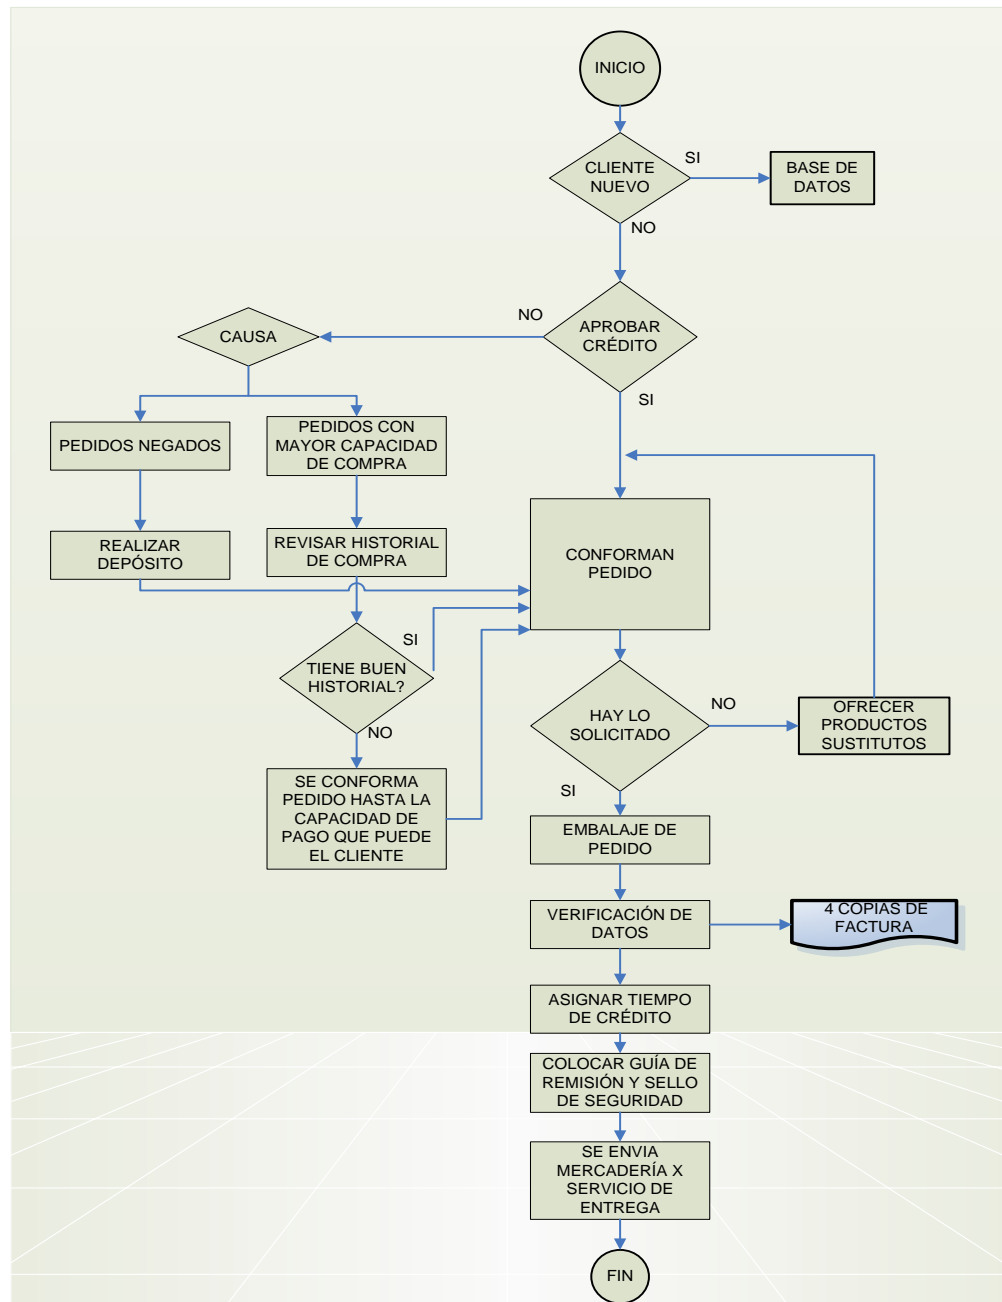 INICIO
CLIENTE
NUEVO
SI
BASE DE
DATOS
NO
APROBAR
CRÉDITO
NO
CAUSA
SI
PEDIDOS NEGADOS
PEDIDOS CON
MAYOR CAPACIDAD
DE COMPRA
REALIZAR
DEPÓSITO
REVISAR HISTORIAL
DE COMPRA
CONFORMAN
PEDIDO
TIENE BUEN
HISTORIAL?
SI
NO
SE CONFORMA
PEDIDO HASTA LA
CAPACIDAD DE
PAGO QUE PUEDE
EL CLIENTE
HAY LO
SOLICITADO
NO
OFRECER
PRODUCTOS
SUSTITUTOS
SI
EMBALAJE DE
PEDIDO
VERIFICACIÓN DE
DATOS
4 COPIAS DE
FACTURA
ASIGNAR TIEMPO
DE CRÉDITO
COLOCAR GUÍA DE
REMISIÓN Y SELLO
DE SEGURIDAD
SE ENVIA
MERCADERÍA X
SERVICIO DE
ENTREGA
FIN